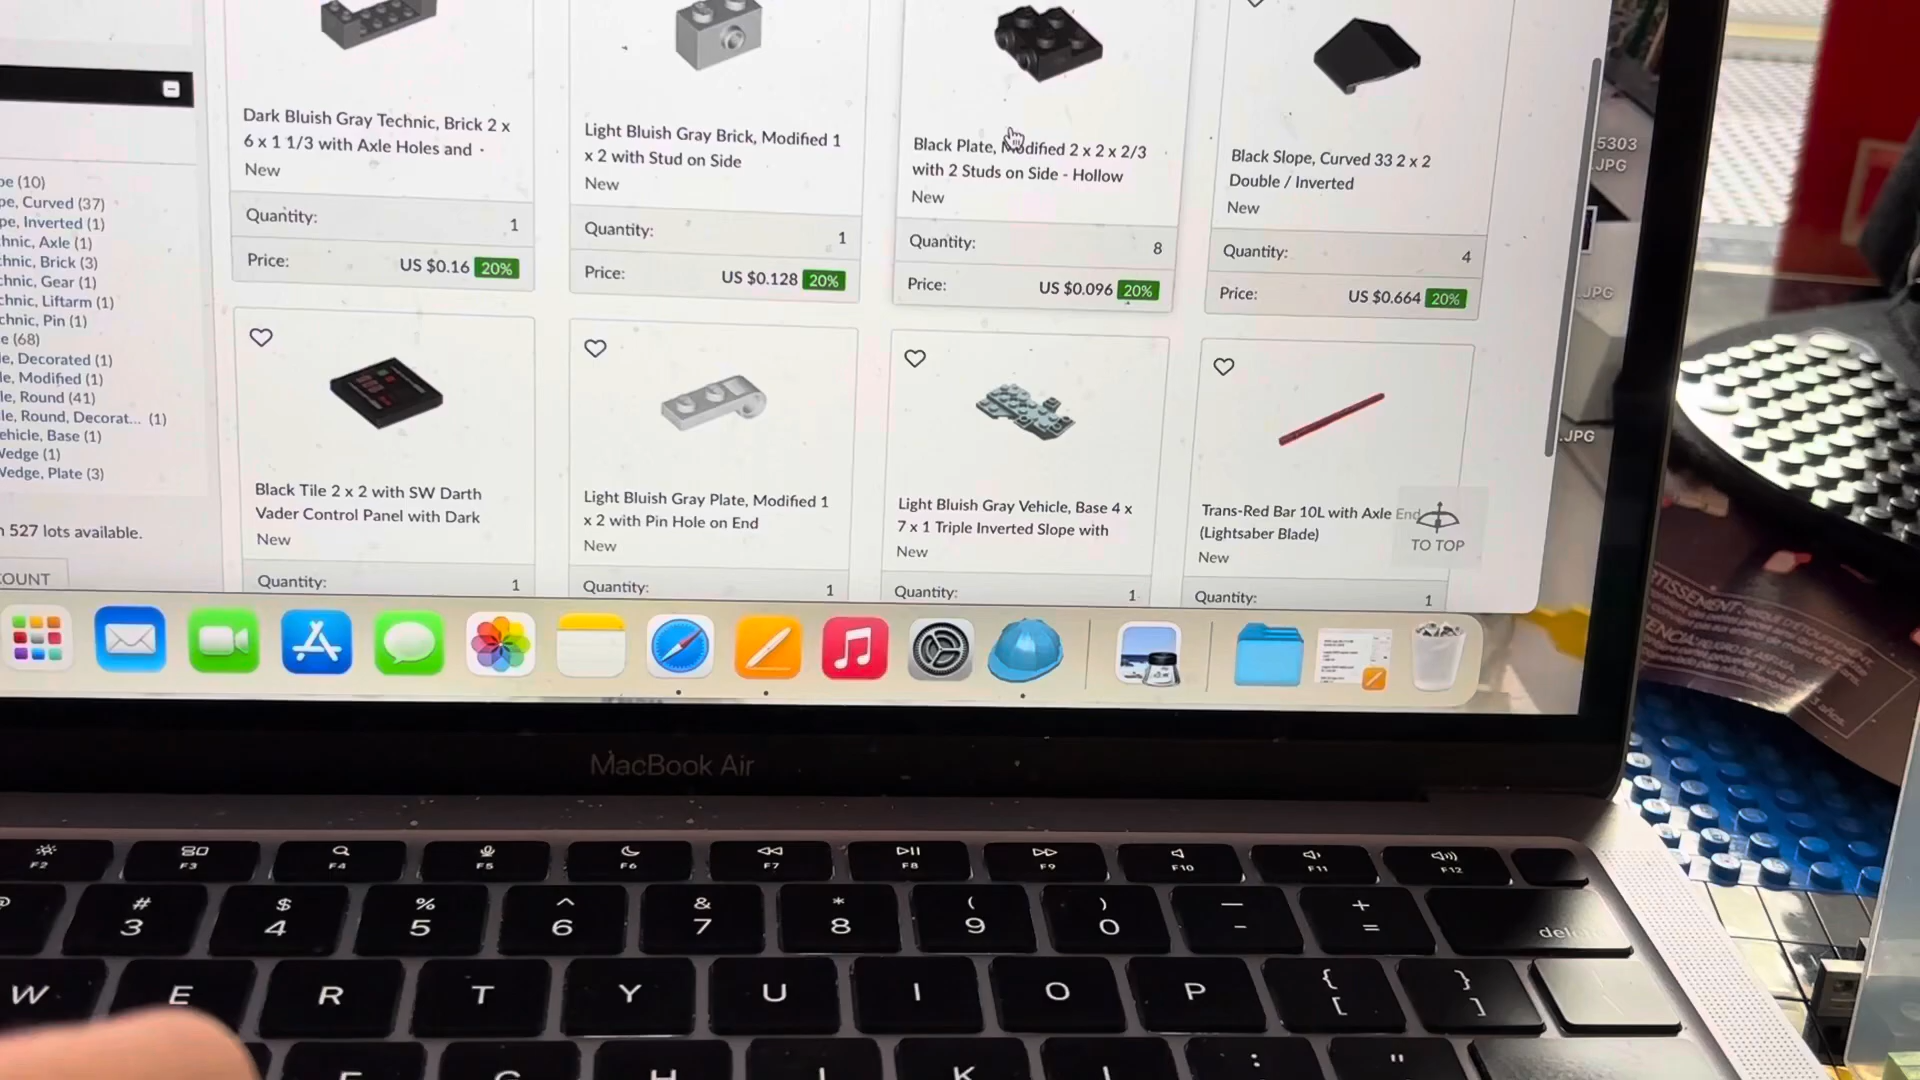 Dark Bluish Gray Technic, Brick 2 x
6 x 1 1/3 with Axle Holes and
New
Quantity: 1
Price: US $0.16 20%
Light Bluish Gray Brick, Modified 1
x 2 with Stud on Side
New
Quantity: 1
Price: US $0.128 20%
Black Plate, Modified 2 x 2 x 2/3
with 2 Studs on Side - Hollow
New
Quantity: 8
Price: US $0.096 20%
Black Slope, Curved 33 2 x 2
Double / Inverted
New
Quantity: 4
Price: US $0.664 20%
pe (10)
pe, Curved (37)
pe, Inverted (1)
chnic, Axle (1)
chnic, Brick (3)
chnic, Gear (1)
chnic, Liftarm (1)
chnic, Pin (1)
e (68)
le, Decorated (1)
le, Modified (1)
le, Round (41)
le, Round, Decorat... (1)
ehicle, Base (1)
Wedge (1)
Wedge, Plate (3)
527 lots available.
COUNT
Black Tile 2 x 2 with SW Darth
Vader Control Panel with Dark
New
Quantity: 1
Light Bluish Gray Plate, Modified 1
x 2 with Pin Hole on End
New
Quantity: 1
Light Bluish Gray Vehicle, Base 4 x
7 x 1 Triple Inverted Slope with
New
Quantity: 1
Trans-Red Bar 10L with Axle End
(Lightsaber Blade)
New
Quantity: 1
TO TOP
5303
.JPG
.JPG
.JPG
MacBook Air
F2 F3 F4 F5 F6 F7 F8 F9 F10 F11 F12
# $ % ^ & * ( ) — +
3 4 5 6 7 8 9 0 - =
W E R T Y U I O P { [ } ]
K : "